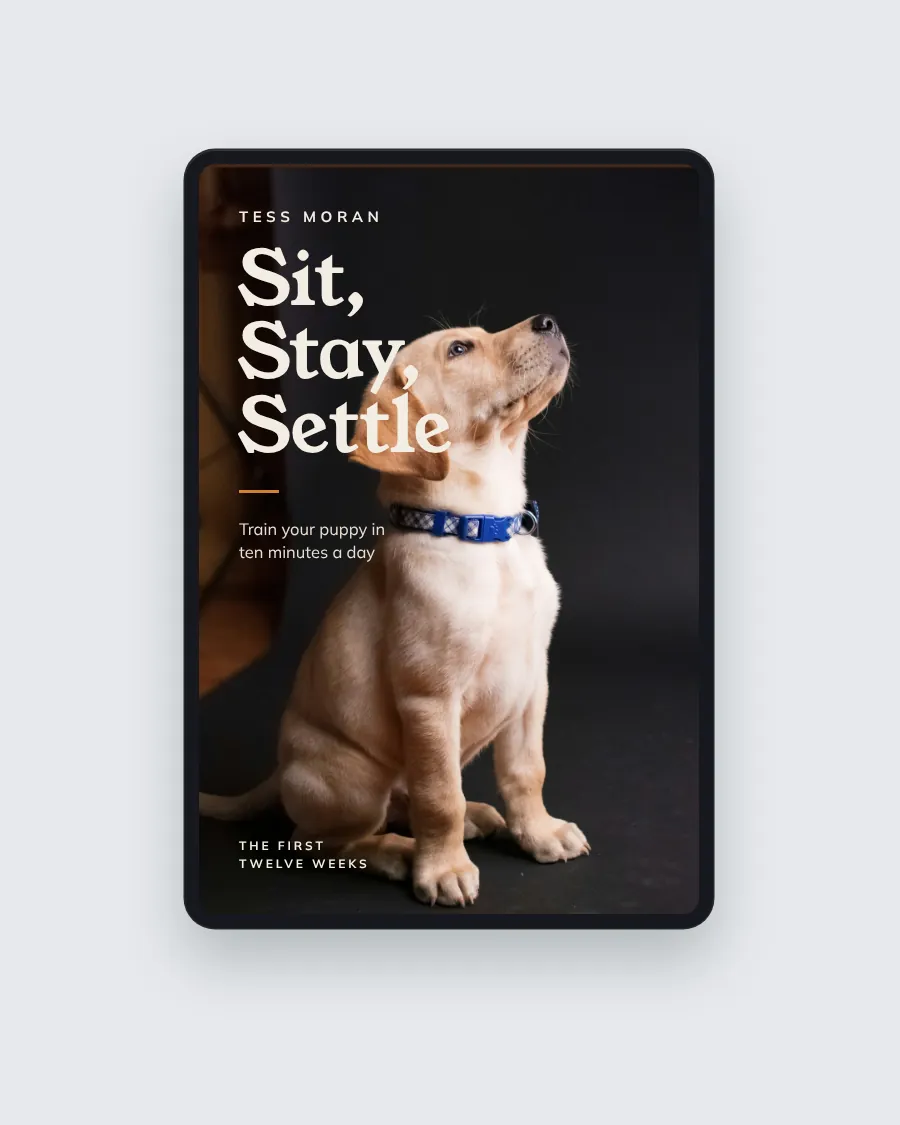 TESS MORAN
Sit,
Stay,
Settle
Train your puppy in
ten minutes a day
THE FIRST
TWELVE WEEKS